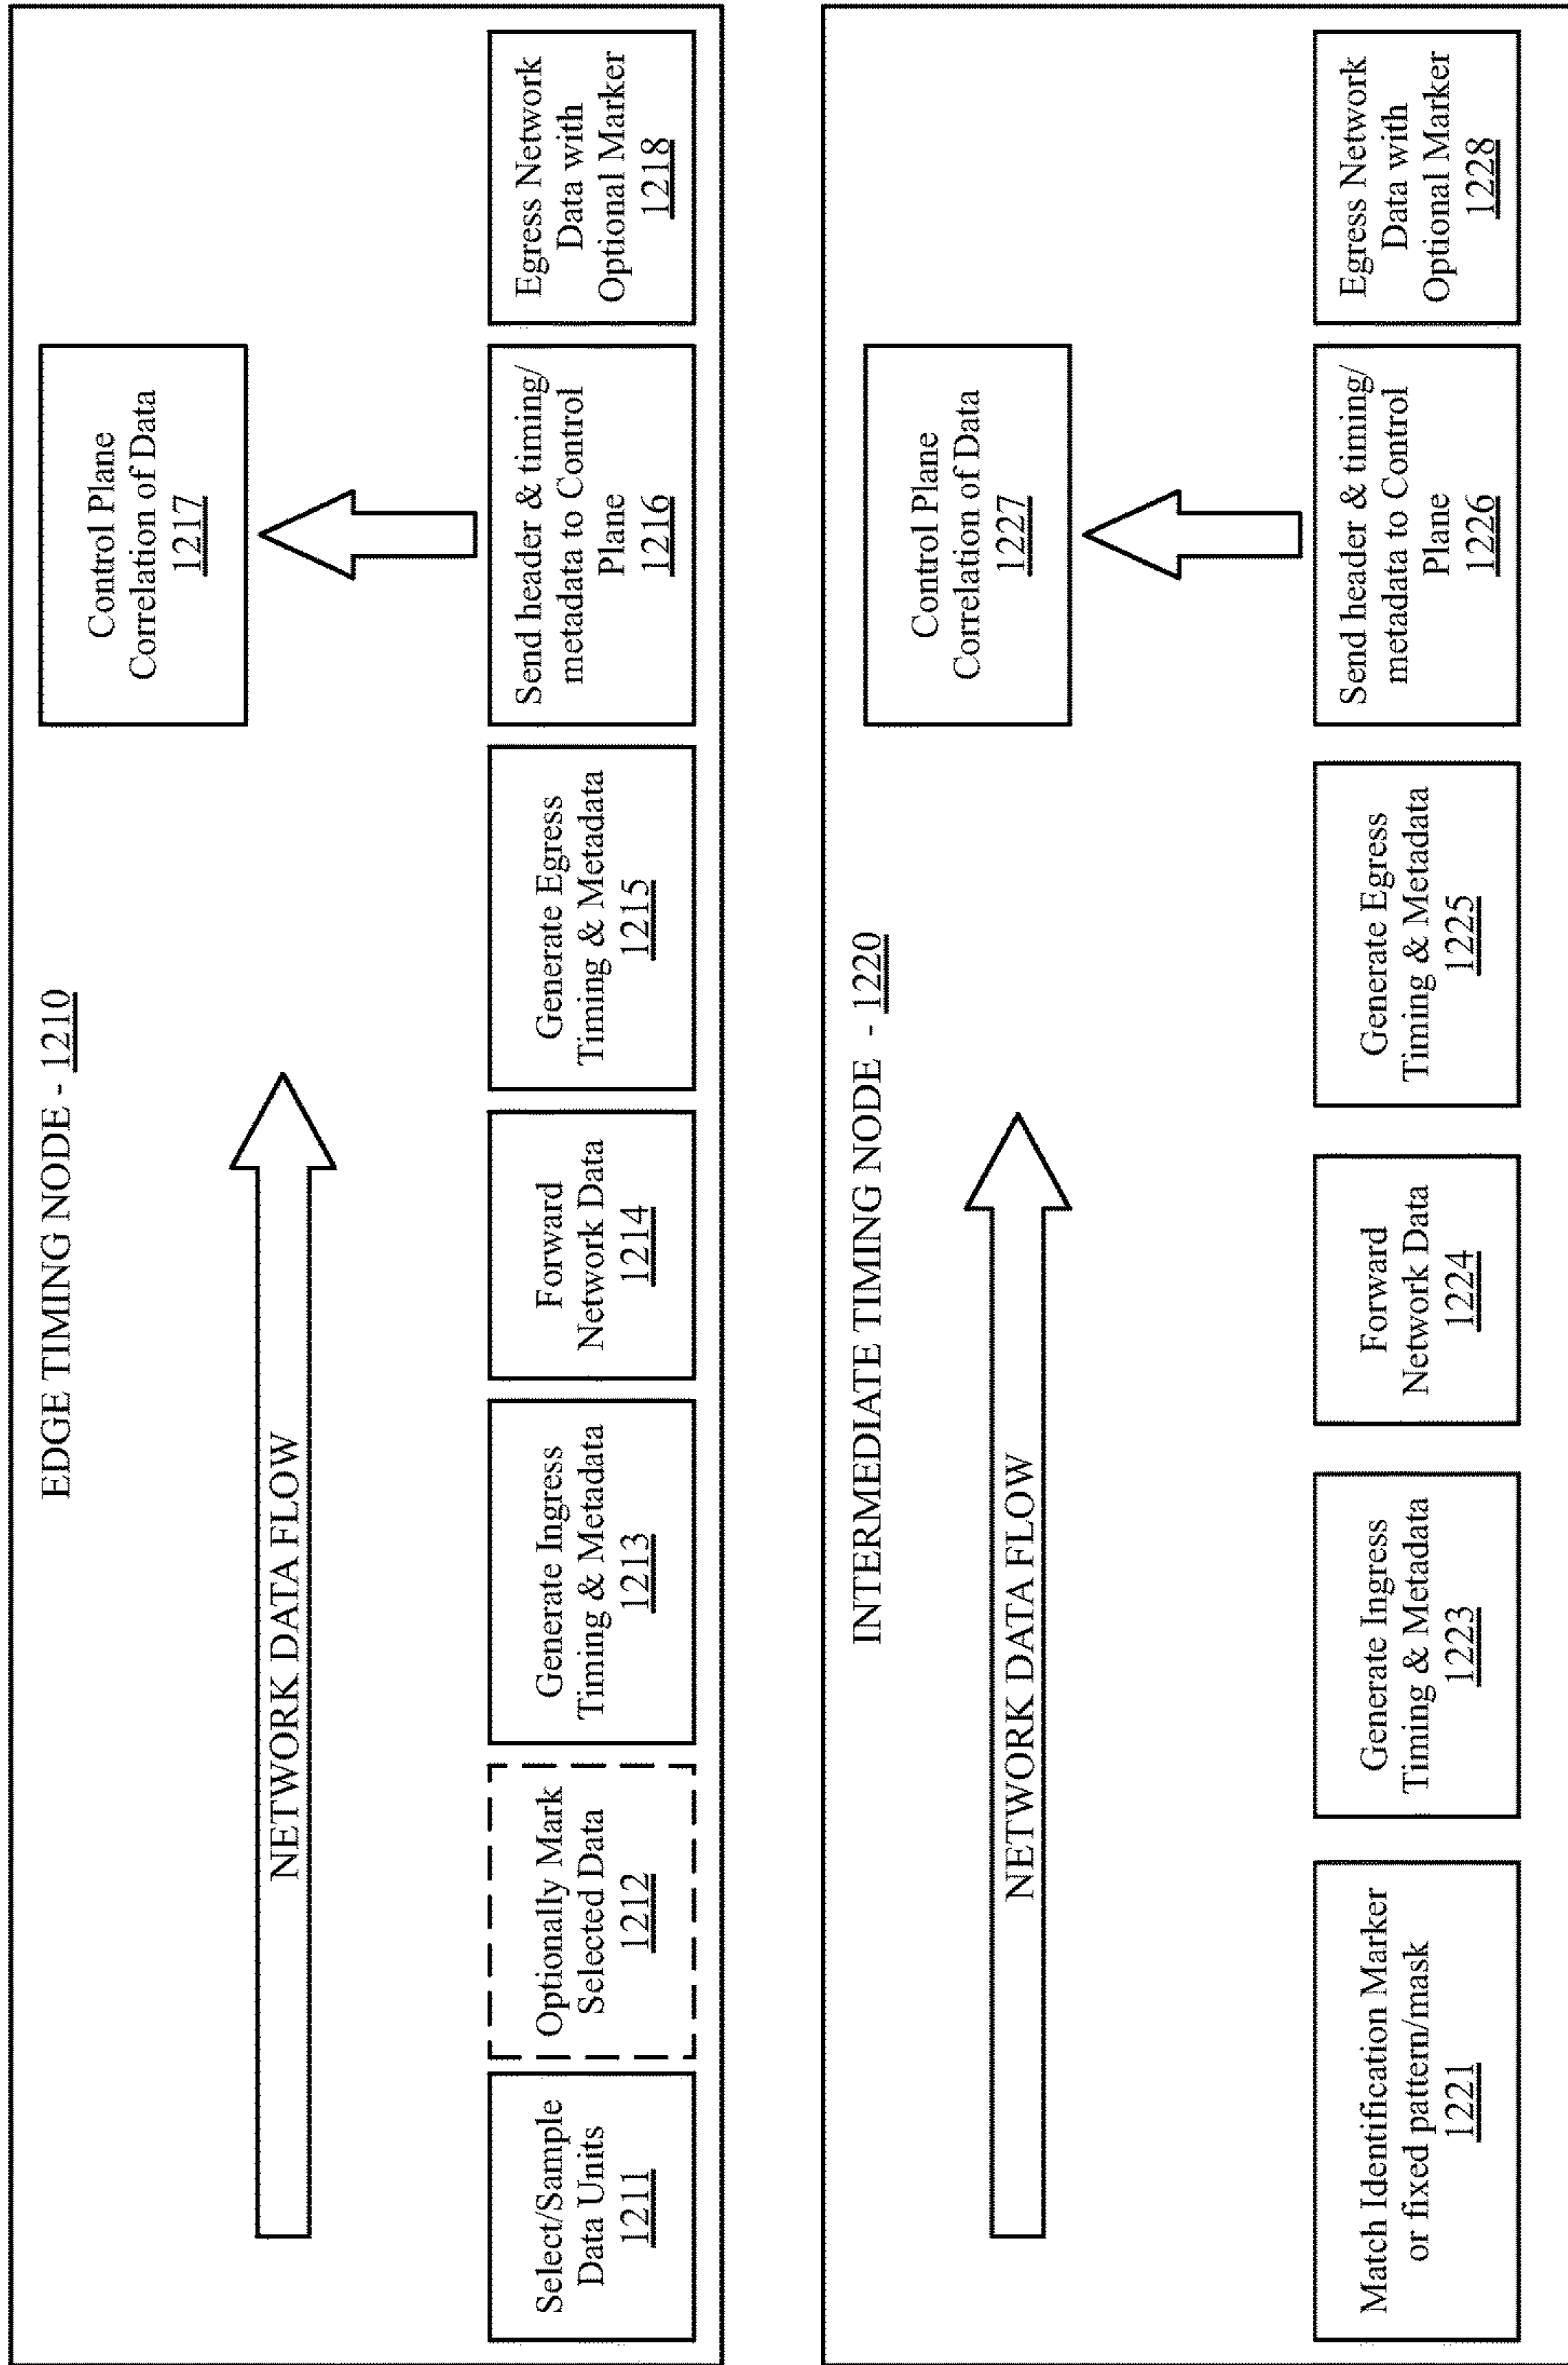 EDGE TIMING NODE - 1210
Control Plane
Correlation of Data
1217
NETWORK DATA FLOW
Select/Sample
Data Units
1211
Optionally Mark
Selected Data
1212
Generate Ingress
Timing & Metadata
1213
Forward
Network Data
1214
Generate Egress
Timing & Metadata
1215
Send header & timing/
metadata to Control
Plane
1216
Egress Network
Data with
Optional Marker
1218
INTERMEDIATE TIMING NODE - 1220
Control Plane
Correlation of Data
1227
NETWORK DATA FLOW
Match Identification Marker
or fixed pattern/mask
1221
Generate Ingress
Timing & Metadata
1223
Forward
Network Data
1224
Generate Egress
Timing & Metadata
1225
Send header & timing/
metadata to Control
Plane
1226
Egress Network
Data with
Optional Marker
1228